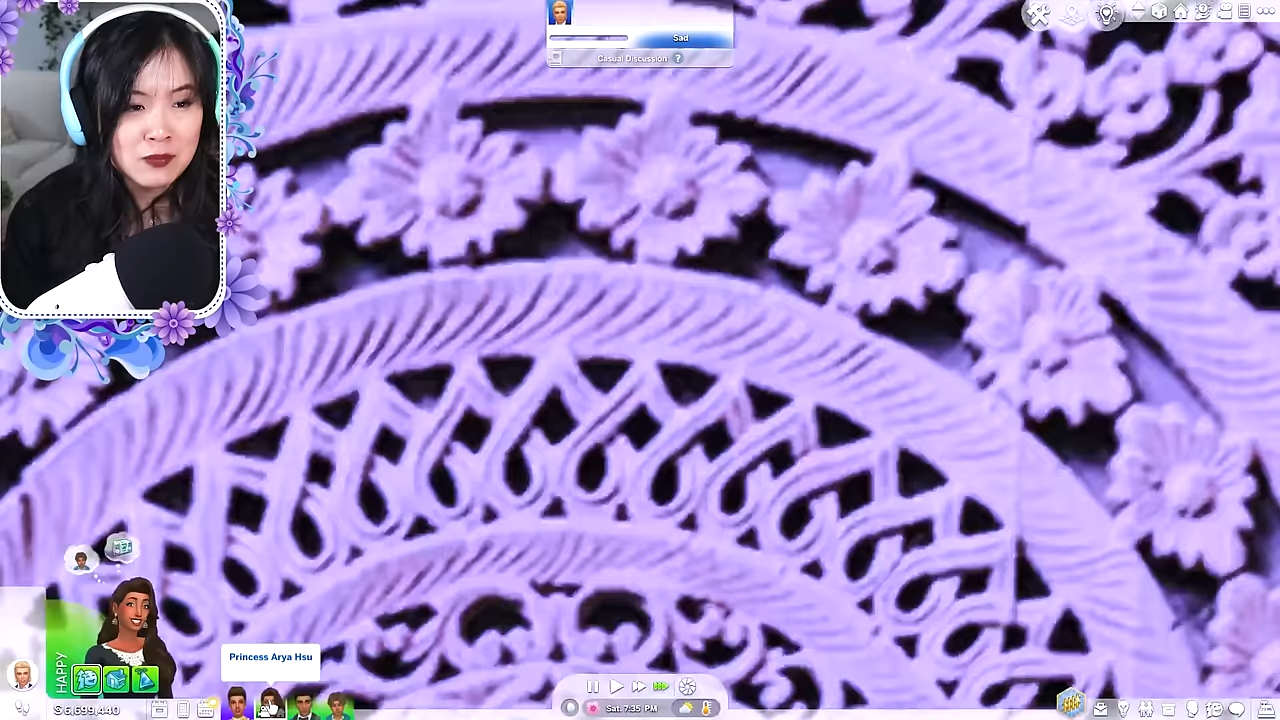 Sad
Casual Discussion ?
HAPPY
Princess Arya Hsu
§6,699,440
Sat. 7:35 PM